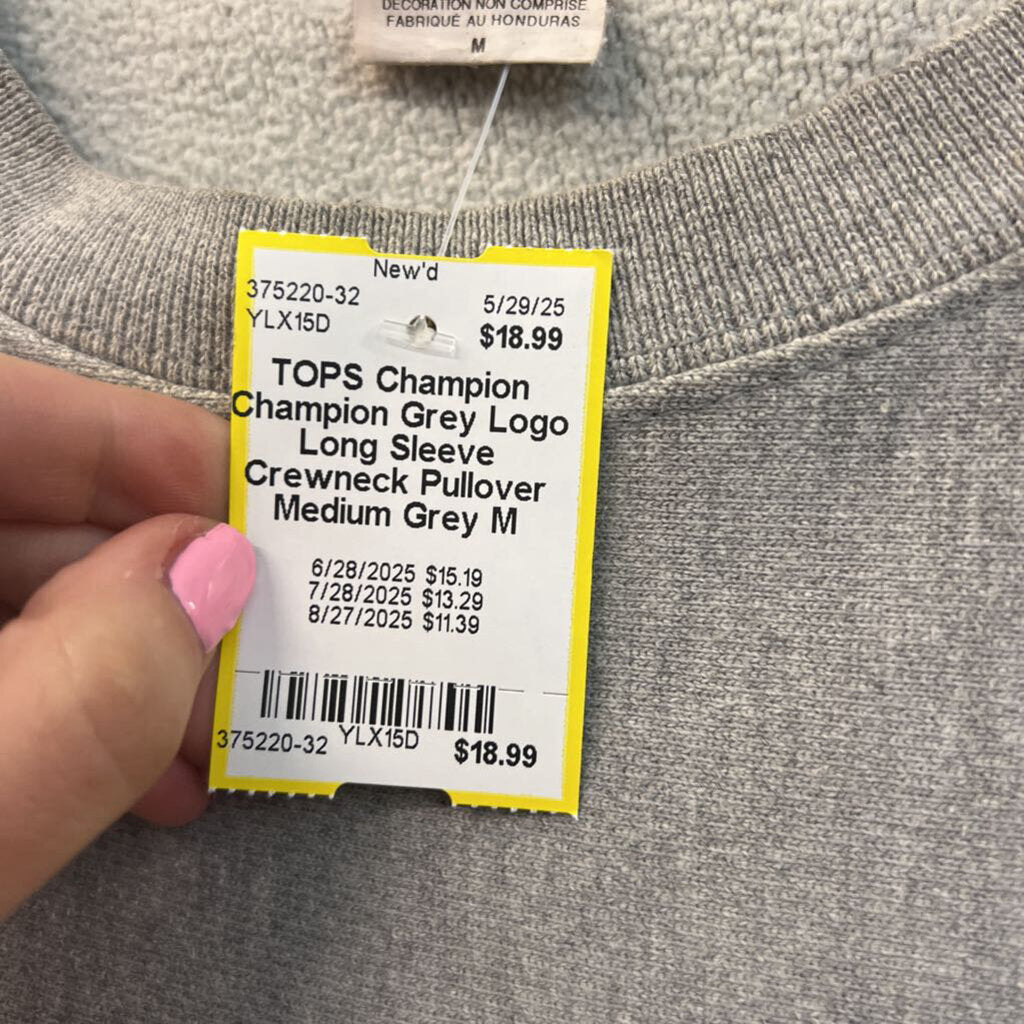 DÉCORATION NON COMPRISE
FABRIQUÉ AU HONDURAS
M
New'd
375220-32
5/29/25
YLX15D
$18.99
TOPS Champion
Champion Grey Logo
Long Sleeve
Crewneck Pullover
Medium Grey M
6/28/2025 $15.19
7/28/2025 $13.29
8/27/2025 $11.39
375220-32 YLX15D $18.99